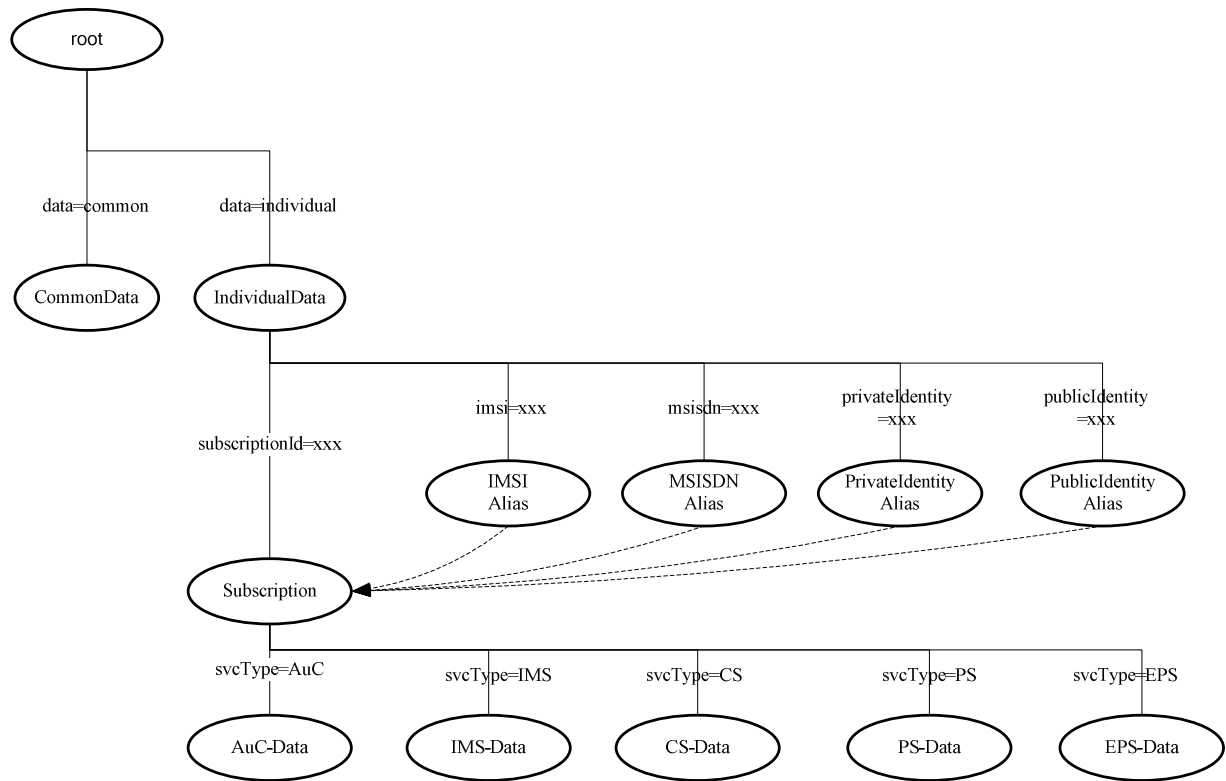 root
data=common
data=individual
CommonData
IndividualData
subscriptionId=xxx
imsi=xxx
msisdn=xxx
privateIdentity
=xxx
publicIdentity
=xxx
IMSI
Alias
MSISDN
Alias
PrivateIdentity
Alias
PublicIdentity
Alias
Subscription
svcType=AuC
svcType=IMS
svcType=CS
svcType=PS
svcType=EPS
AuC-Data
IMS-Data
CS-Data
PS-Data
EPS-Data